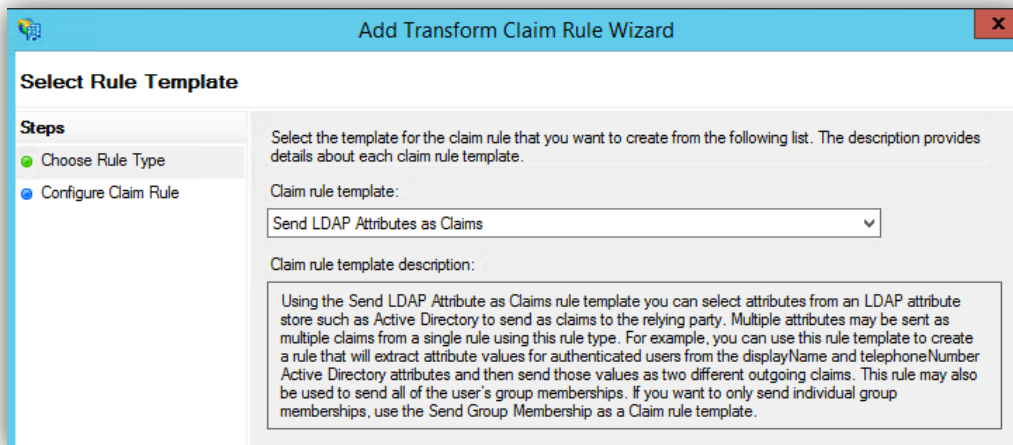 Add Transform Claim Rule Wizard
x
Select Rule Template
Steps
Choose Rule Type
Configure Claim Rule
Select the template for the claim rule that you want to create from the following list. The description provides
details about each claim rule template.
Claim rule template:
Send LDAP Attributes as Claims
Claim rule template description:
Using the Send LDAP Attribute as Claims rule template you can select attributes from an LDAP attribute
store such as Active Directory to send as claims to the relying party. Multiple attributes may be sent as
multiple claims from a single rule using this rule type. For example, you can use this rule template to create
a rule that will extract attribute values for authenticated users from the displayName and telephoneNumber
Active Directory attributes and then send those values as two different outgoing claims. This rule may also
be used to send all of the user's group memberships. If you want to only send individual group
memberships, use the Send Group Membership as a Claim rule template.